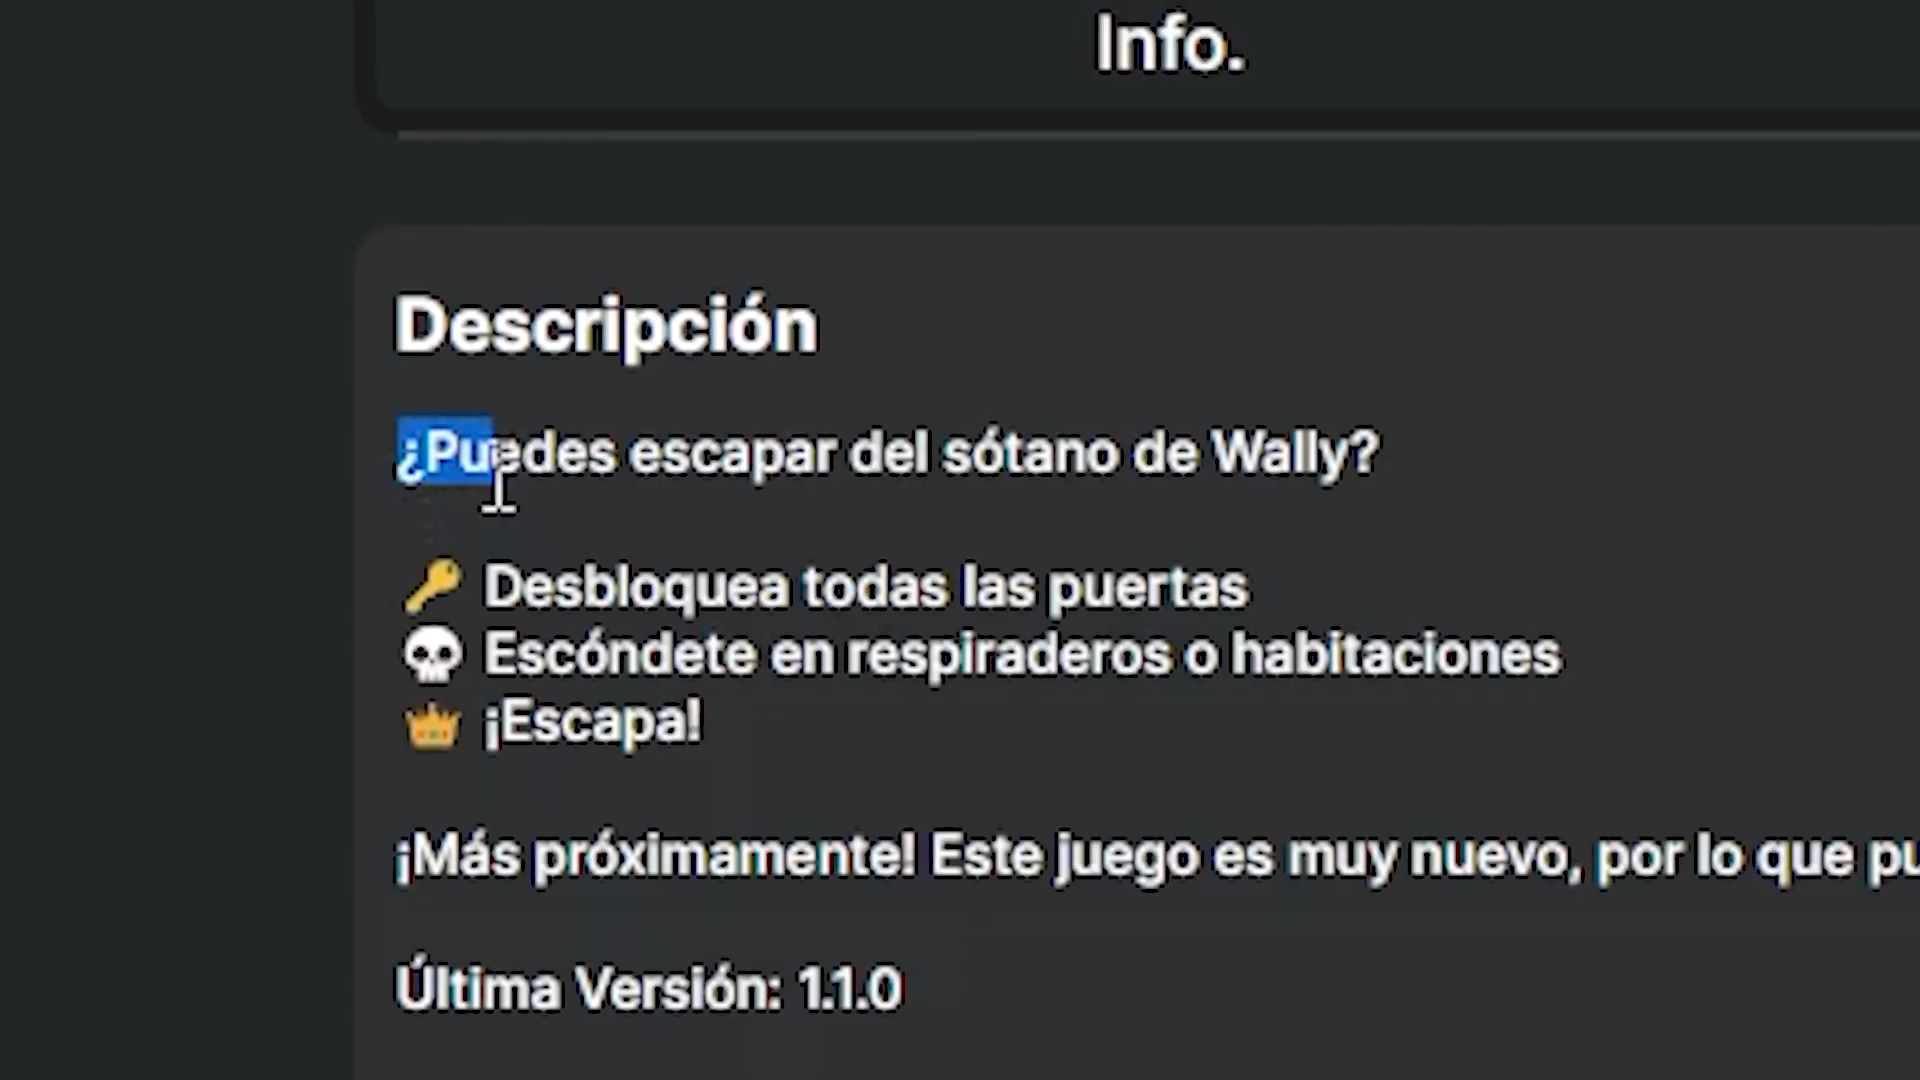 Info.
Descripción
¿Puedes escapar del sótano de Wally?
🔑 Desbloquea todas las puertas
💀 Escóndete en respiraderos o habitaciones
👑 ¡Escapa!
¡Más próximamente! Este juego es muy nuevo, por lo que
Última Versión: 1.1.0